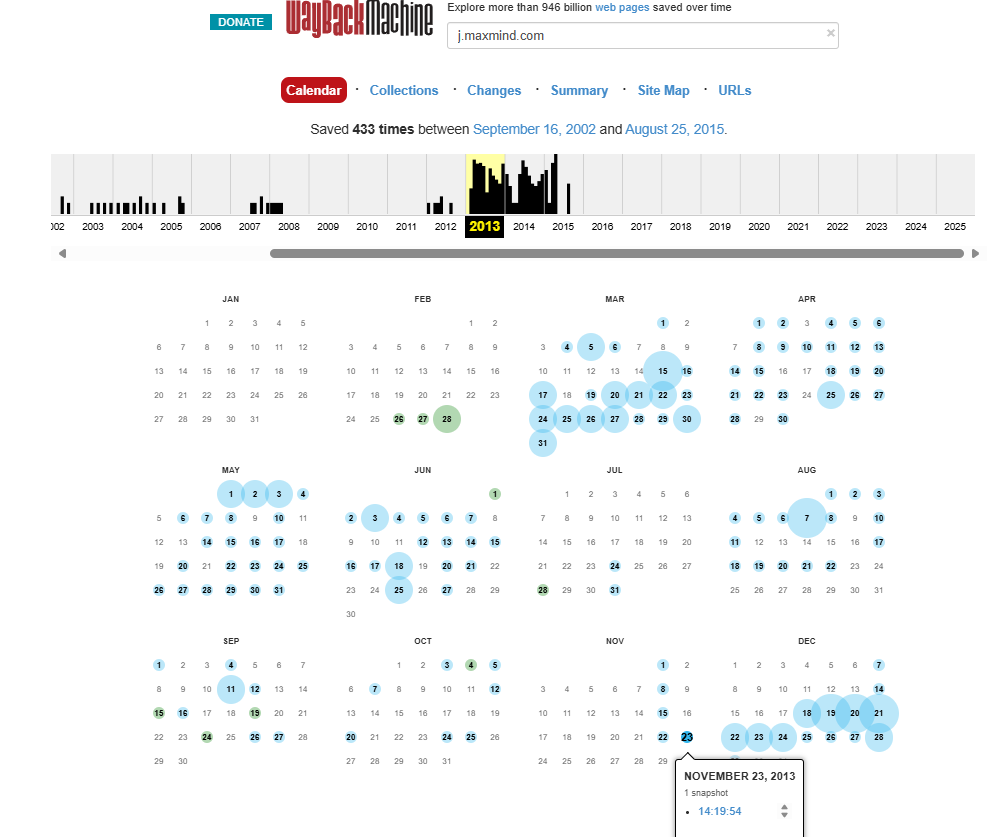 Explore more than 946 billion web pages saved over time
DONATE
WayBackMachine
j.maxmind.com ×
Calendar · Collections · Changes · Summary · Site Map · URLs
Saved 433 times between September 16, 2002 and August 25, 2015.
002 2003 2004 2005 2006 2007 2008 2009 2010 2011 2012 2013 2014 2015 2016 2017 2018 2019 2020 2021 2022 2023 2024 2025
JAN
1 2 3 4 5
6 7 8 9 10 11 12
13 14 15 16 17 18 19
20 21 22 23 24 25 26
27 28 29 30 31
FEB
1 2
3 4 5 6 7 8 9
10 11 12 13 14 15 16
17 18 19 20 21 22 23
24 25 26 27 28
MAR
1 2
3 4 5 6 7 8 9
10 11 12 13 14 15 16
17 18 19 20 21 22 23
24 25 26 27 28 29 30
31
APR
1 2 3 4 5 6
7 8 9 10 11 12 13
14 15 16 17 18 19 20
21 22 23 24 25 26 27
28 29 30
MAY
1 2 3 4
5 6 7 8 9 10 11
12 13 14 15 16 17 18
19 20 21 22 23 24 25
26 27 28 29 30 31
JUN
1
2 3 4 5 6 7 8
9 10 11 12 13 14 15
16 17 18 19 20 21 22
23 24 25 26 27 28 29
30
JUL
1 2 3 4 5 6
7 8 9 10 11 12 13
14 15 16 17 18 19 20
21 22 23 24 25 26 27
28 29 30 31
AUG
1 2 3
4 5 6 7 8 9 10
11 12 13 14 15 16 17
18 19 20 21 22 23 24
25 26 27 28 29 30 31
SEP
1 2 3 4 5 6 7
8 9 10 11 12 13 14
15 16 17 18 19 20 21
22 23 24 25 26 27 28
29 30
OCT
1 2 3 4 5
6 7 8 9 10 11 12
13 14 15 16 17 18 19
20 21 22 23 24 25 26
27 28 29 30 31
NOV
1 2
3 4 5 6 7 8 9
10 11 12 13 14 15 16
17 18 19 20 21 22 23
24 25 26 27 28 29
DEC
1 2 3 4 5 6 7
8 9 10 11 12 13 14
15 16 17 18 19 20 21
22 23 24 25 26 27 28
NOVEMBER 23, 2013
1 snapshot
• 14:19:54